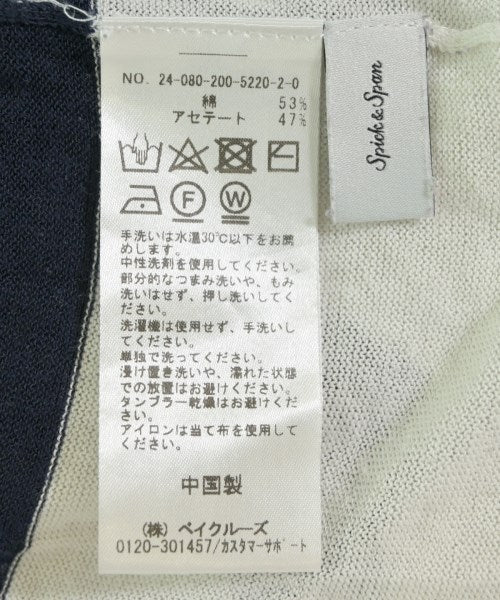 NO. 24-080-200-5220-2-0
綿 53%
アセテート 47%
F
W
手洗いは水温30℃以下をお薦
めします。
中性洗剤を使用してください。
部分的なつまみ洗いや、もみ
洗いはせず、押し洗いしてく
ださい。
洗濯機は使用せず、手洗いし
てください。
単独で洗ってください。
浸け置き洗いや、濡れた状態
での放置はお避けください。
タンブラー乾燥はお避けくだ
さい。
アイロンは当て布を使用して
ください。
中国製
(株) ベイクルーズ
0120-301457/カスタマーサポート
Spick&Span